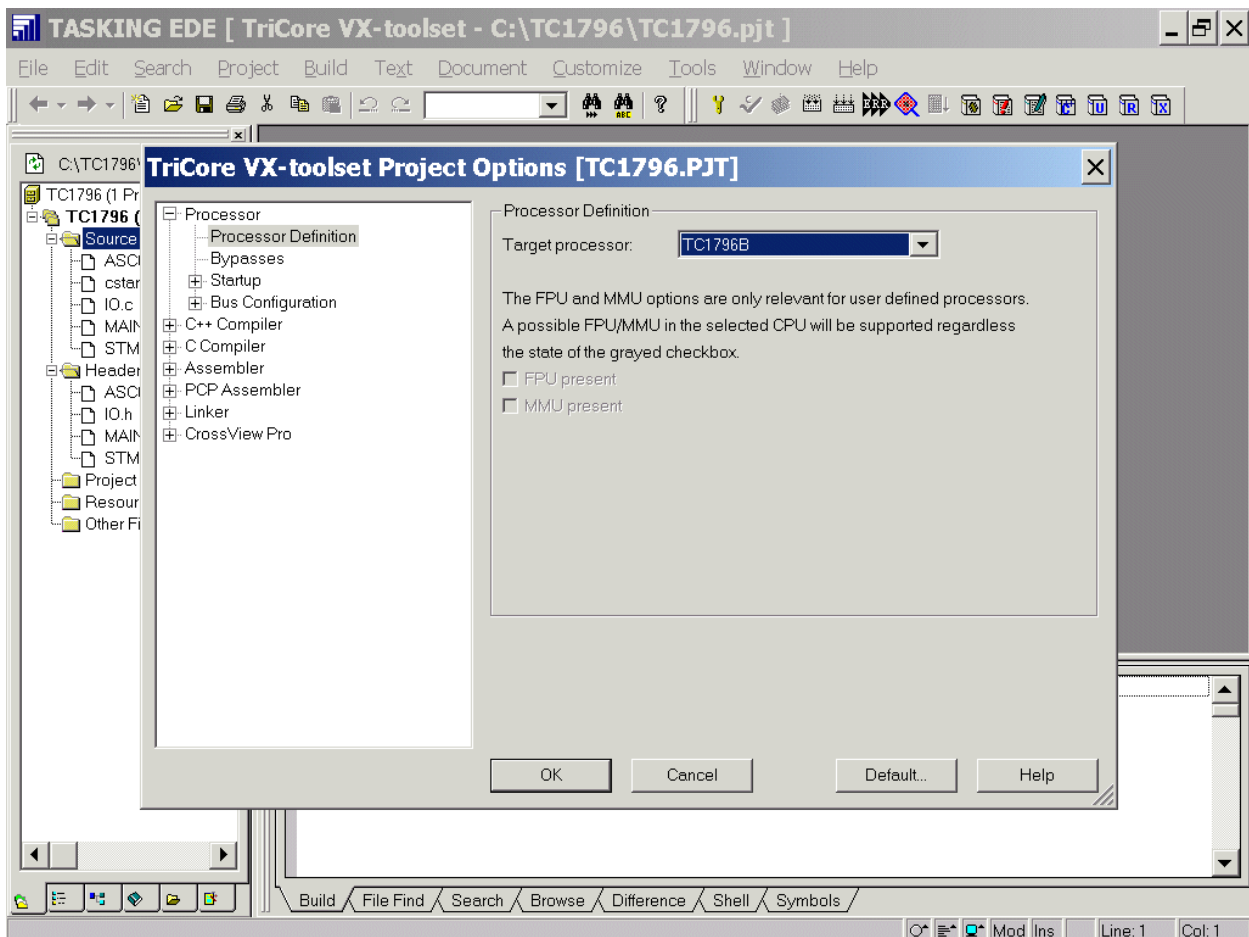 TASKING EDE [ TriCore VX-toolset - C:\TC1796\TC1796.pjt ]
File Edit Search Project Build Text Document Customize Tools Window Help
C:\TC1796\
TC1796 (1 Pr
TC1796 (
Source
ASCI
cstar
IO.c
MAIN
STM
Header
ASCI
IO.h
MAIN
STM
Project
Resour
Other Fi
TriCore VX-toolset Project Options [TC1796.PJT]
Processor
Processor Definition
Bypasses
Startup
Bus Configuration
C++ Compiler
C Compiler
Assembler
PCP Assembler
Linker
CrossView Pro
Processor Definition
Target processor: TC1796B
The FPU and MMU options are only relevant for user defined processors.
A possible FPU/MMU in the selected CPU will be supported regardless
the state of the grayed checkbox.
FPU present
MMU present
OK Cancel Default... Help
Build File Find Search Browse Difference Shell Symbols
Mod Ins Line: 1 Col: 1